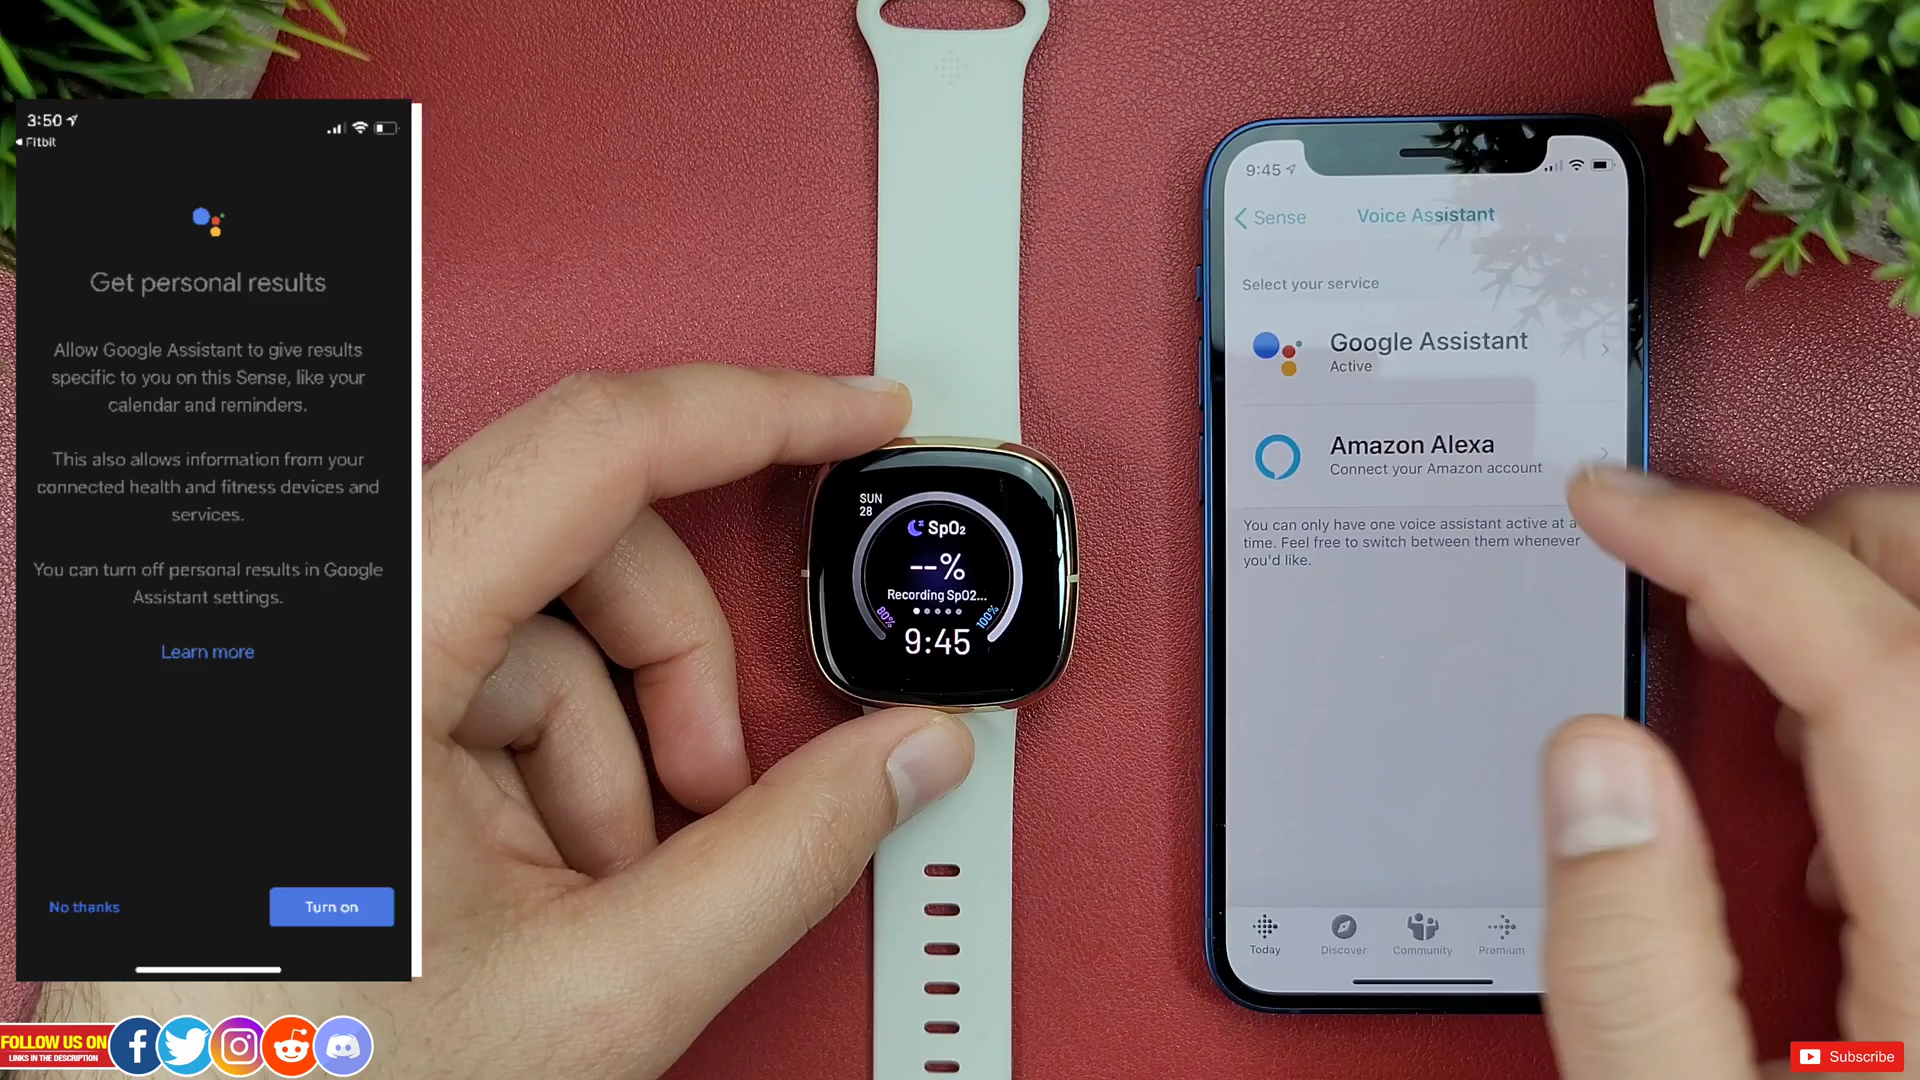 3:50
Fitbit
Get personal results
Allow Google Assistant to give results
specific to you on this Sense, like your
calendar and reminders.
This also allows information from your
connected health and fitness devices and
services.
You can turn off personal results in Google
Assistant settings.
Learn more
No thanks
Turn on
SUN
28
SpO₂
--%
Recording SpO2...
80%
100%
9:45
9:45
Sense
Voice Assistant
Select your service
Google Assistant
Active
Amazon Alexa
Connect your Amazon account
You can only have one voice assistant active at a
time. Feel free to switch between them whenever
you'd like.
Today
Discover
Community
Premium
FOLLOW US ON
LINKS IN THE DESCRIPTION
Subscribe